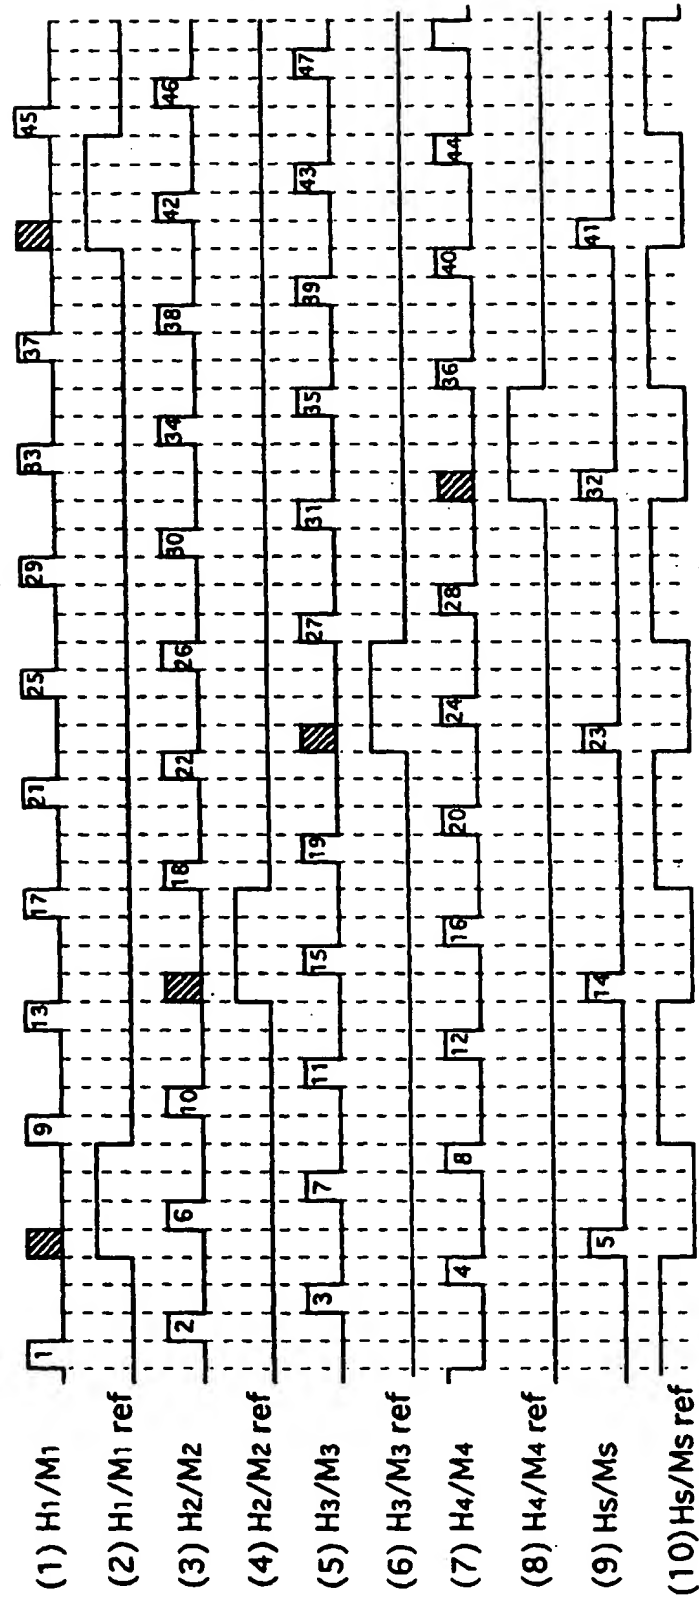 (1) H1/M1 1 9 13 17 21 25 29 33 37 45
(2) H1/M1 ref
(3) H2/M2 2 6 10 18 22 26 30 34 38 42 46
(4) H2/M2 ref
(5) H3/M3 3 7 11 15 19 27 31 35 39 43 47
(6) H3/M3 ref
(7) H4/M4 4 8 12 16 20 24 28 36 40 44
(8) H4/M4 ref
(9) Hs/Ms 5 14 23 32 41
(10) Hs/Ms ref